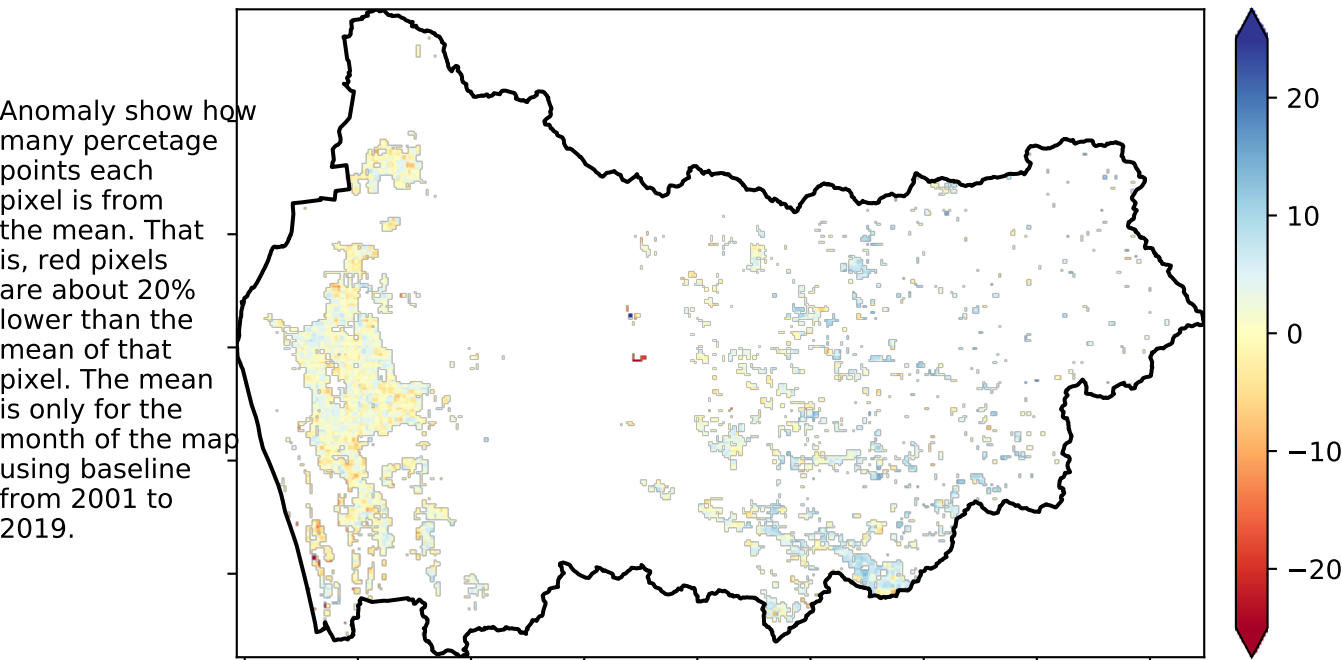 Anomaly show how
many percetage
points each
pixel is from
the mean. That
is, red pixels
are about 20%
lower than the
mean of that
pixel. The mean
is only for the
month of the map
using baseline
from 2001 to
2019.
20
10
0
−10
−20